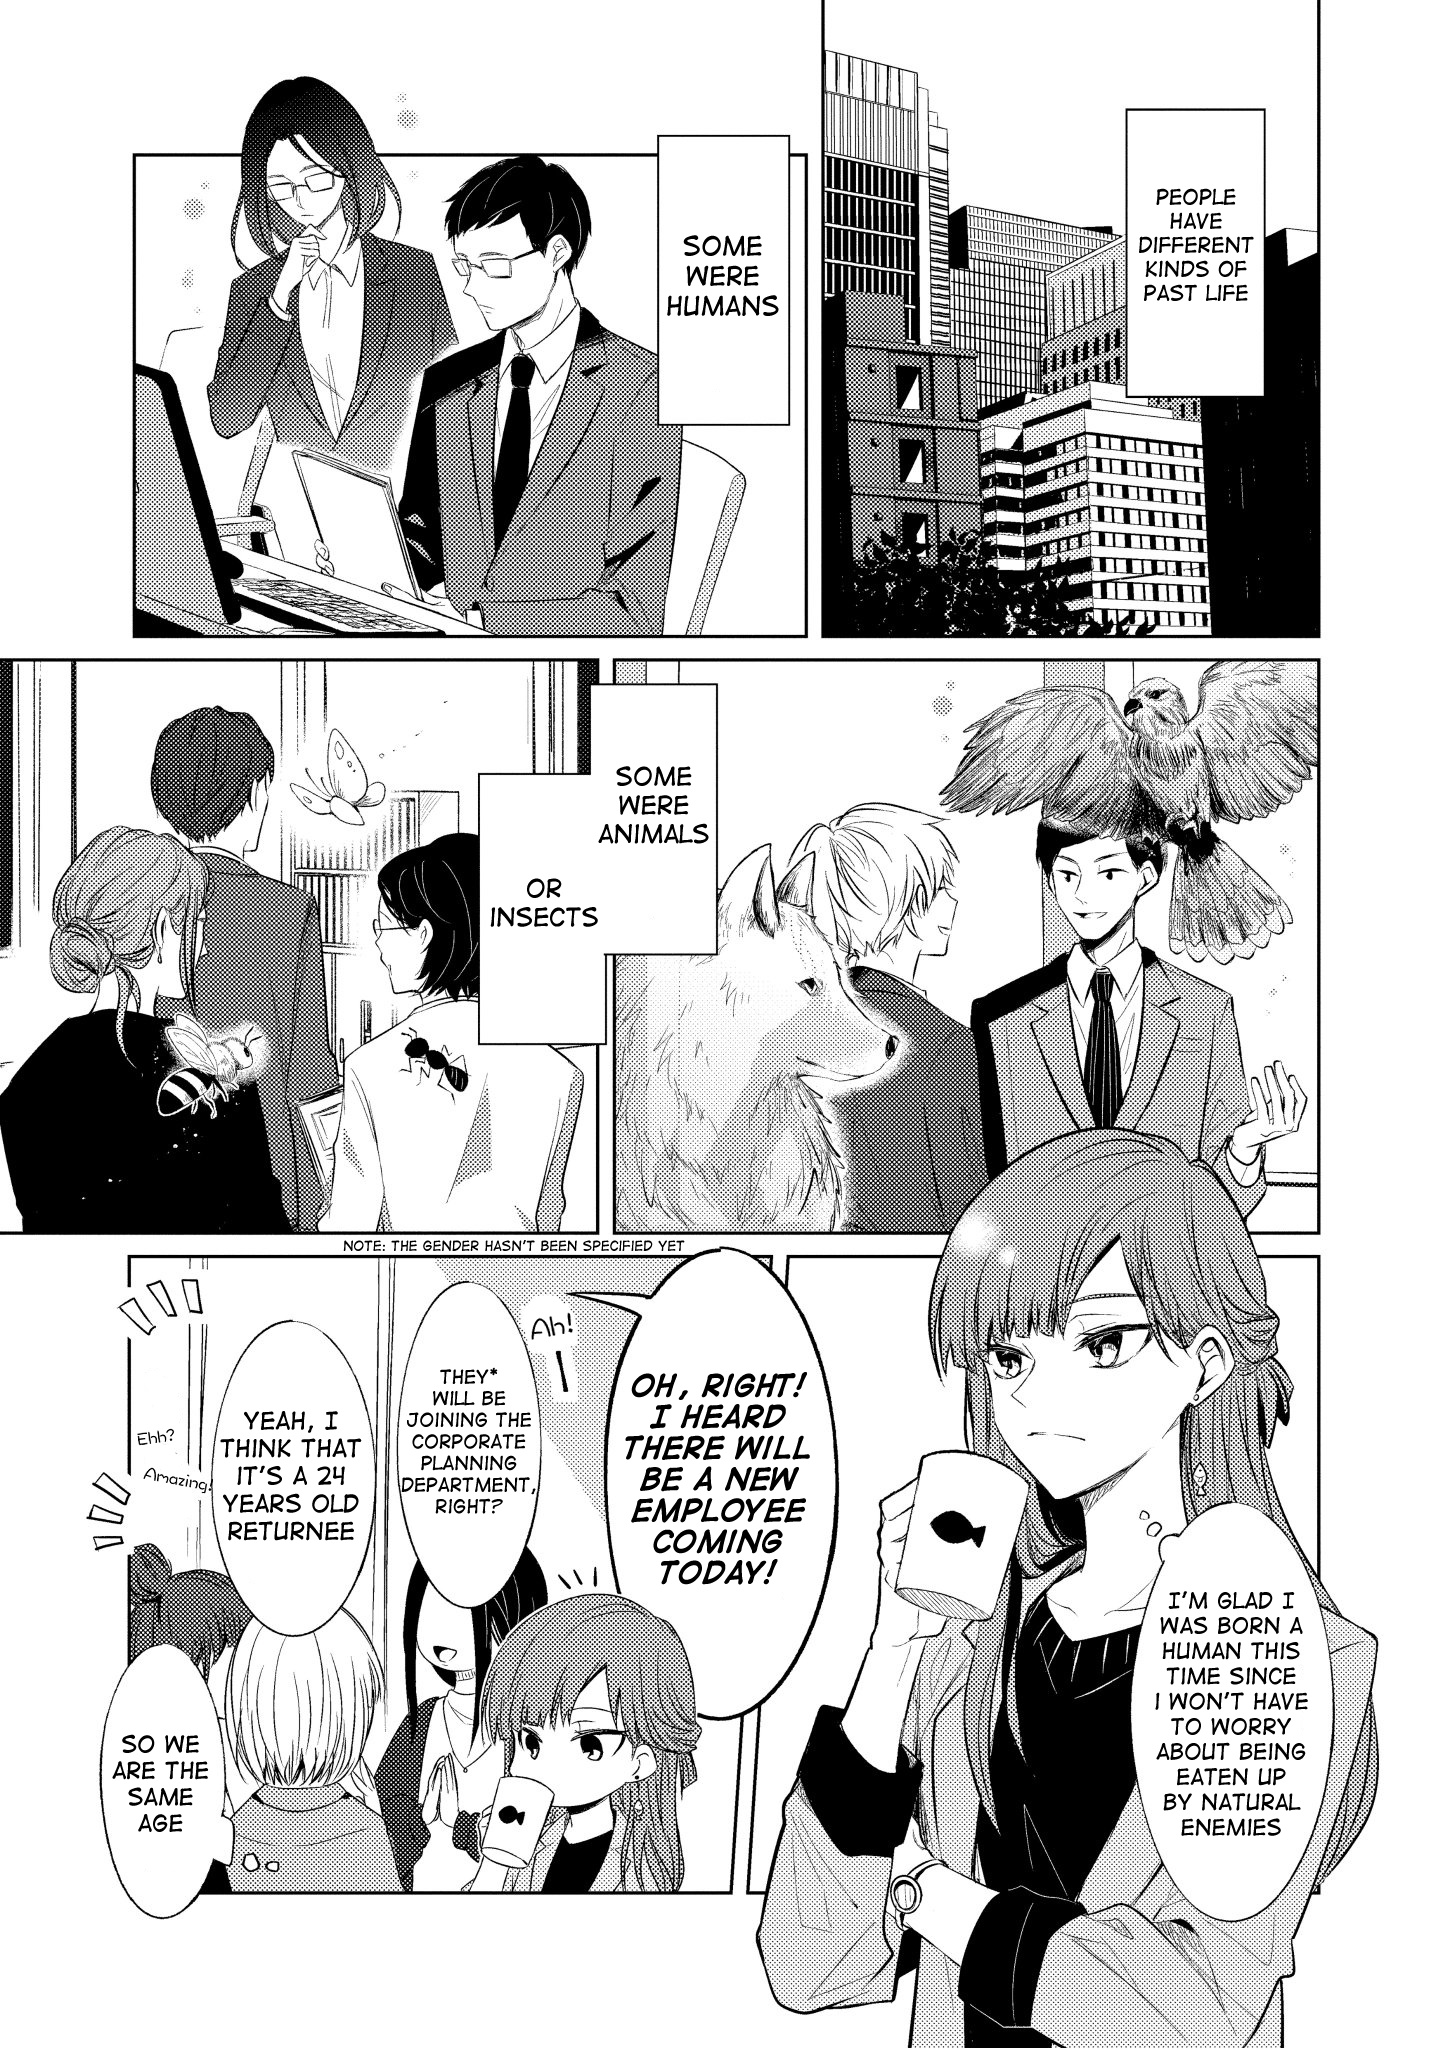 PEOPLE
HAVE
DIFFERENT
KINDS OF
PAST LIFE
SOME
WERE
HUMANS
SOME
WERE
ANIMALS
OR
INSECTS
NOTE: THE GENDER HASN'T BEEN SPECIFIED YET
I'M GLAD I
WAS BORN A
HUMAN THIS
TIME SINCE
I WON'T HAVE
TO WORRY
ABOUT BEING
EATEN UP
BY NATURAL
ENEMIES
Ah!
OH, RIGHT!
I HEARD
THERE WILL
BE A NEW
EMPLOYEE
COMING
TODAY!
THEY*
WILL BE
JOINING THE
CORPORATE
PLANNING
DEPARTMENT,
RIGHT?
YEAH, I
THINK THAT
IT'S A 24
YEARS OLD
RETURNEE
Ehh?
Amazing!
SO WE
ARE THE
SAME
AGE